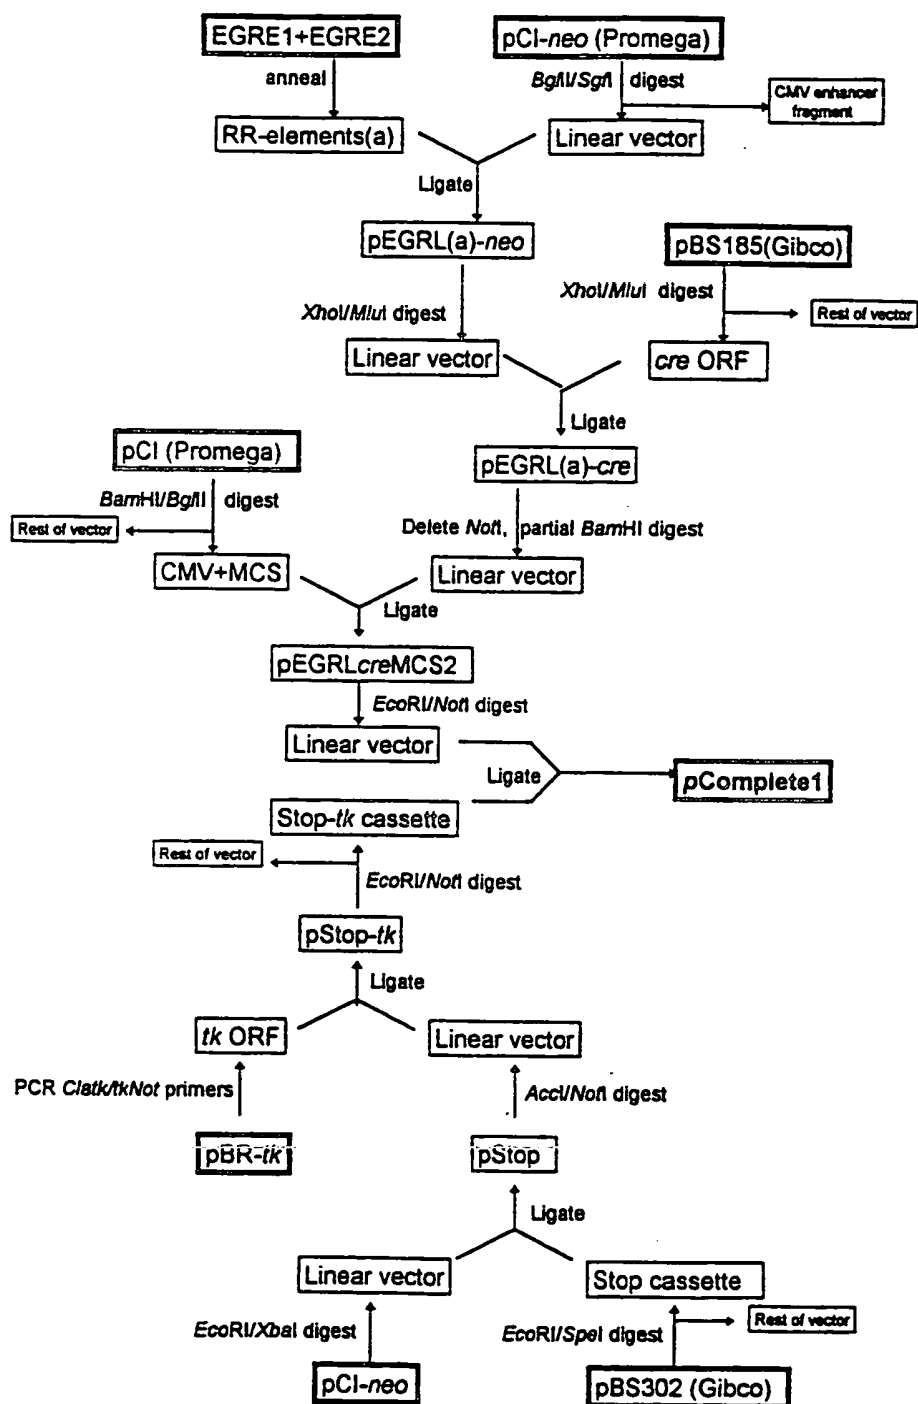 EGRE1+EGRE2
pCI-neo (Promega)
anneal
BglII/SgfI digest
CMV enhancer
fragment
RR-elements(a)
Linear vector
Ligate
pEGRL(a)-neo
pBS185(Gibco)
XhoI/MluI digest
XhoI/MluI digest
Rest of vector
Linear vector
cre ORF
Ligate
pCI (Promega)
pEGRL(a)-cre
BamHI/BglII digest
Rest of vector
Delete NotI, partial BamHI digest
CMV+MCS
Linear vector
Ligate
pEGRLcreMCS2
EcoRI/NotI digest
Linear vector
Ligate
pComplete1
Stop-tk cassette
Rest of vector
EcoRI/NotI digest
pStop-tk
Ligate
tk ORF
Linear vector
PCR Clatk/tkNot primers
AccI/NotI digest
pBR-tk
pStop
Ligate
Linear vector
Stop cassette
EcoRI/XbaI digest
EcoRI/SpeI digest
Rest of vector
pCI-neo
pBS302 (Gibco)